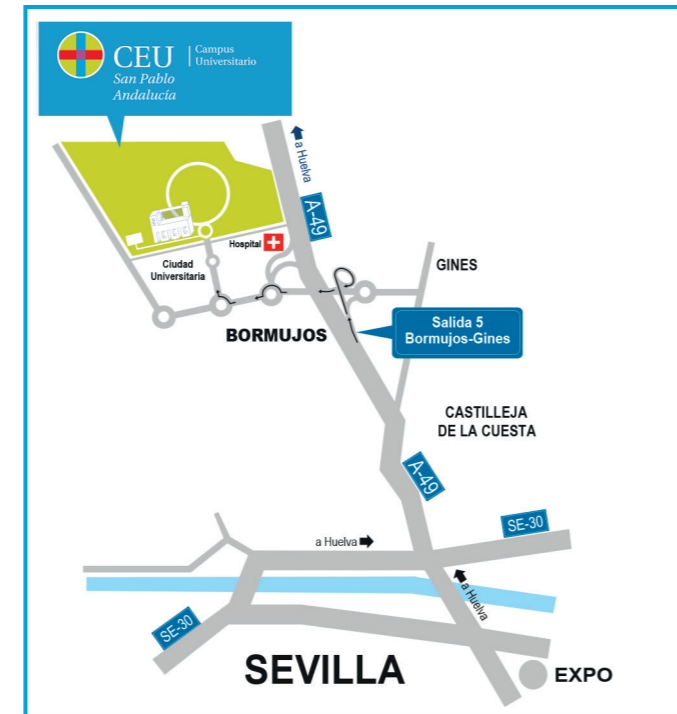 CEU
Campus
Universitario
San Pablo
Andalucía
a Huelva
A-49
Hospital
Ciudad
Universitaria
GINES
BORMUJOS
Salida 5
Bormujos-Gines
CASTILLEJA
DE LA CUESTA
A-49
SE-30
a Huelva
a Huelva
SE-30
SEVILLA
EXPO